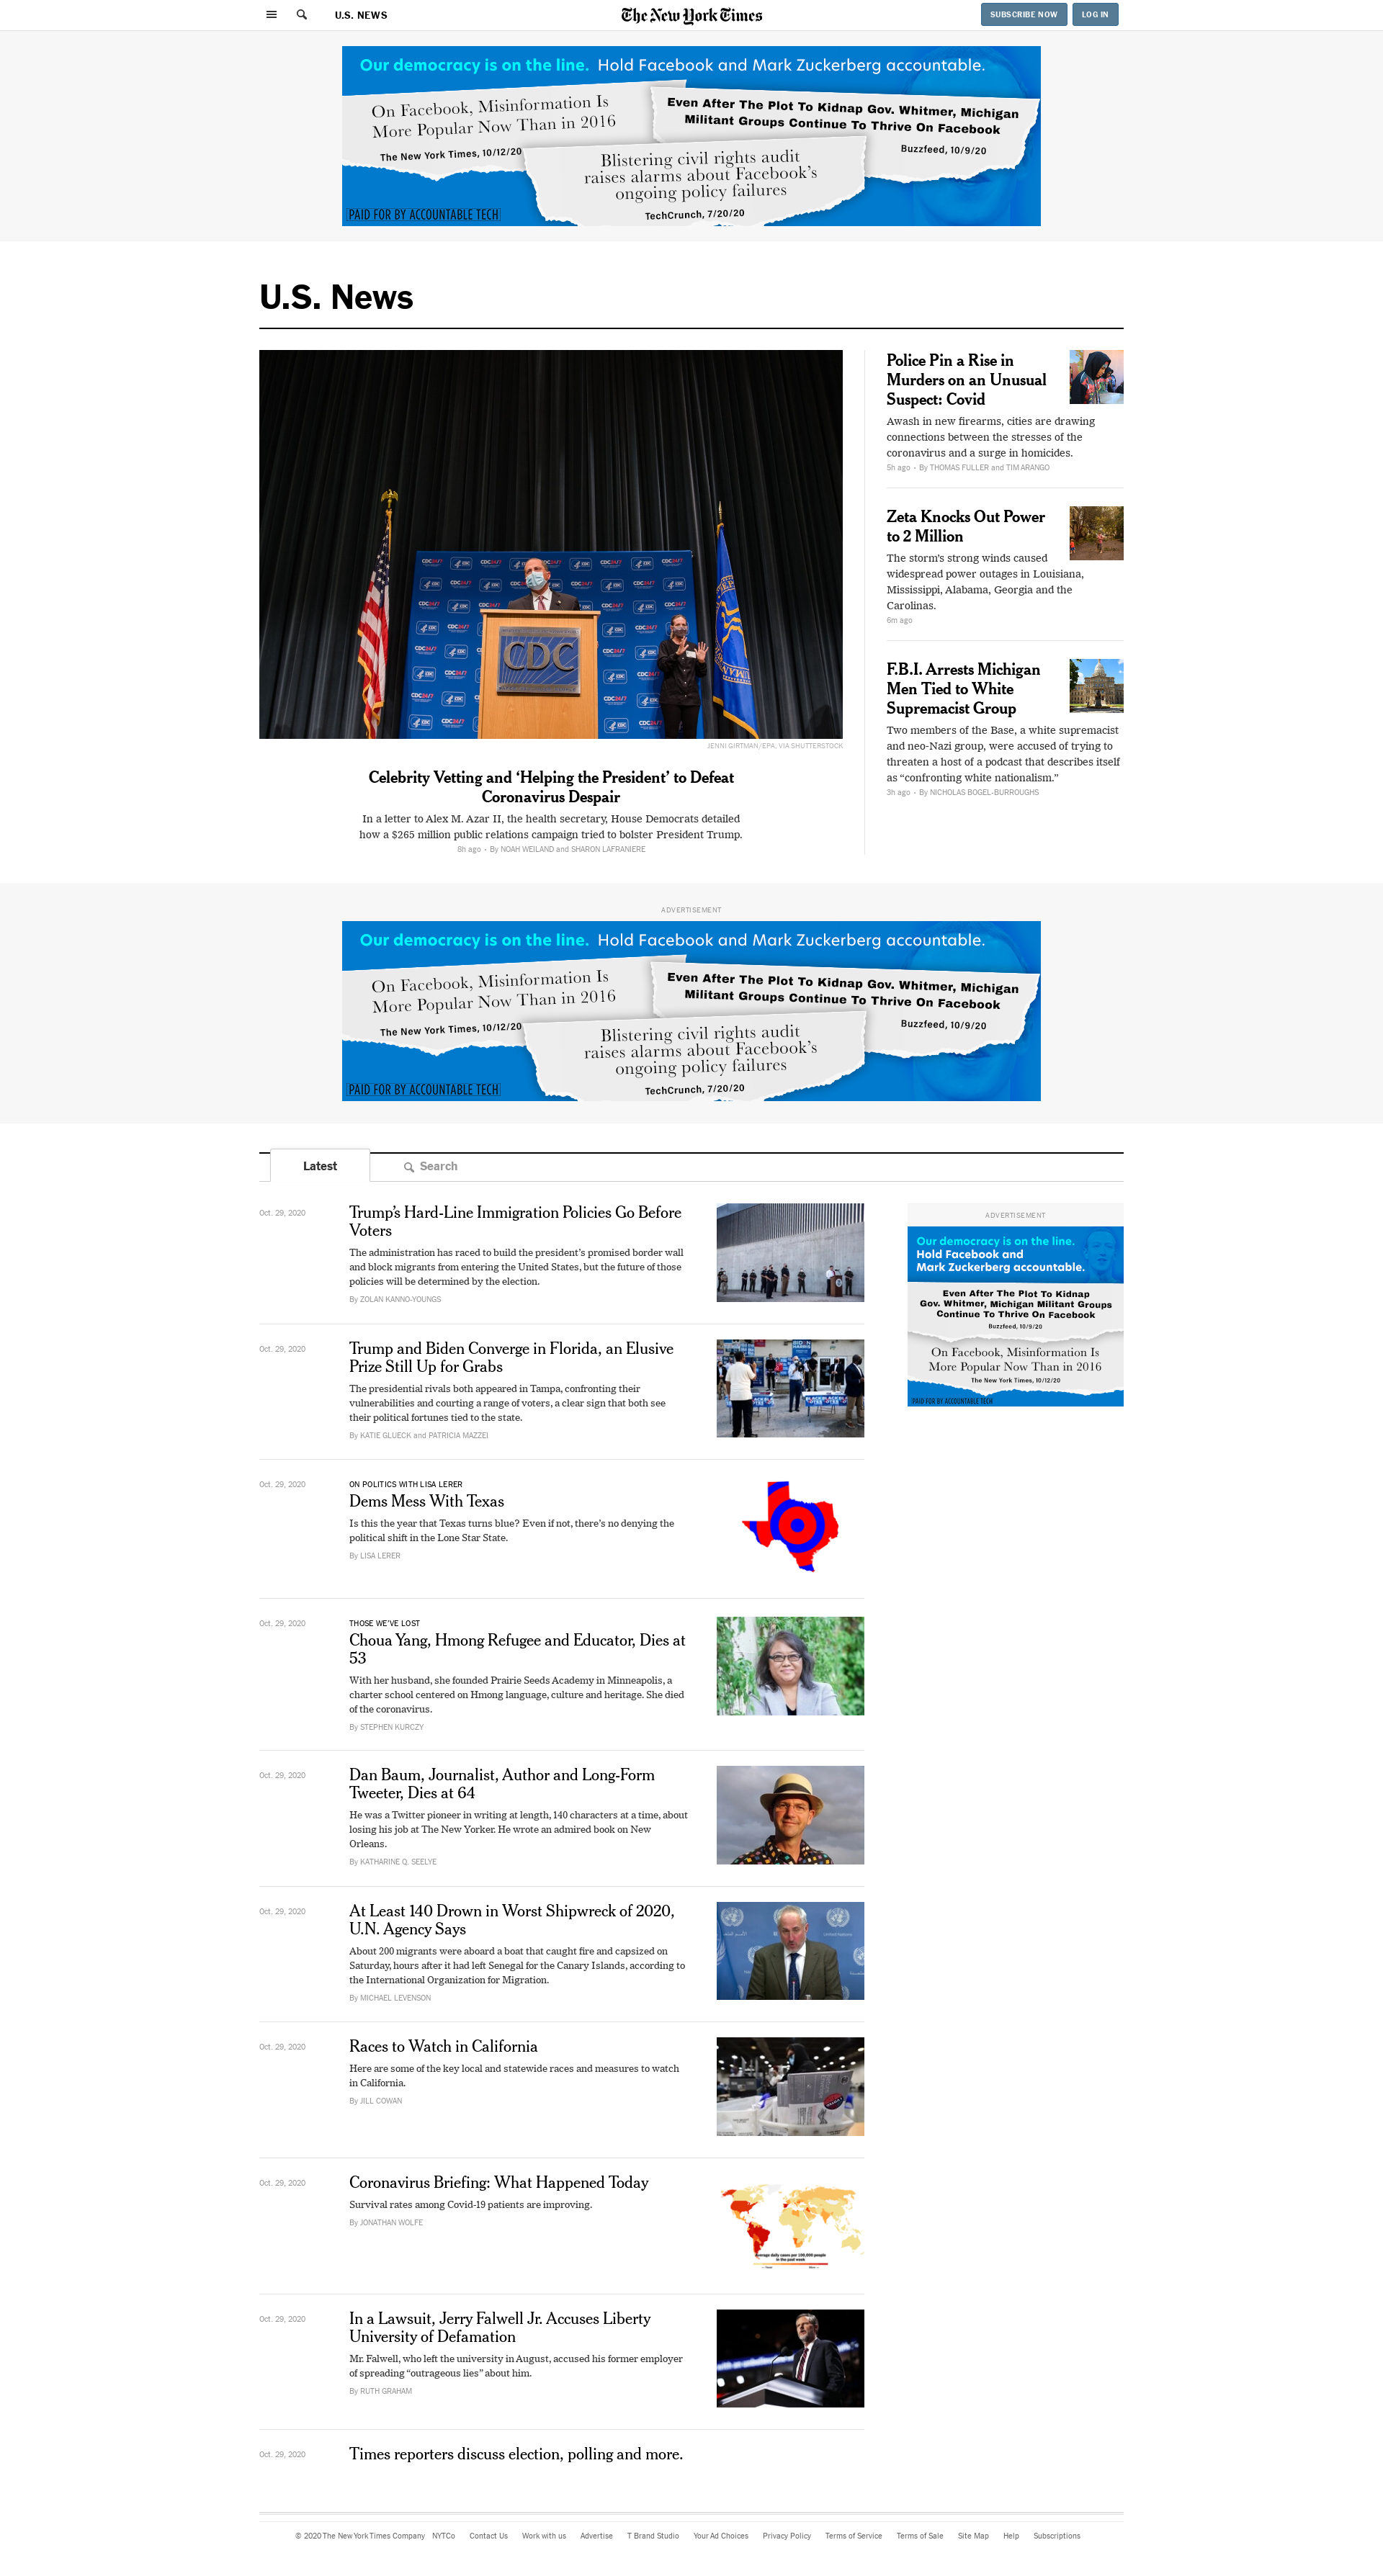 U.S. NEWS
The New York Times
SUBSCRIBE NOW
LOG IN
Our democracy is on the line. Hold Facebook and Mark Zuckerberg accountable.
On Facebook, Misinformation Is
More Popular Now Than in 2016
The New York Times, 10/12/20
Even After The Plot To Kidnap Gov. Whitmer, Michigan
Militant Groups Continue To Thrive On Facebook
Buzzfeed, 10/9/20
Blistering civil rights audit
raises alarms about Facebook's
ongoing policy failures
TechCrunch, 7/20/20
PAID FOR BY ACCOUNTABLE TECH
U.S. News
CDC
JENNI GIRTMAN/EPA, VIA SHUTTERSTOCK
Celebrity Vetting and ‘Helping the President’ to Defeat
Coronavirus Despair
In a letter to Alex M. Azar II, the health secretary, House Democrats detailed
how a $265 million public relations campaign tried to bolster President Trump.
8h ago • By NOAH WEILAND and SHARON LAFRANIERE
Police Pin a Rise in
Murders on an Unusual
Suspect: Covid
Awash in new firearms, cities are drawing
connections between the stresses of the
coronavirus and a surge in homicides.
5h ago • By THOMAS FULLER and TIM ARANGO
Zeta Knocks Out Power
to 2 Million
The storm’s strong winds caused
widespread power outages in Louisiana,
Mississippi, Alabama, Georgia and the
Carolinas.
6m ago
F.B.I. Arrests Michigan
Men Tied to White
Supremacist Group
Two members of the Base, a white supremacist
and neo-Nazi group, were accused of trying to
threaten a host of a podcast that describes itself
as “confronting white nationalism.”
3h ago • By NICHOLAS BOGEL-BURROUGHS
ADVERTISEMENT
Our democracy is on the line. Hold Facebook and Mark Zuckerberg accountable.
On Facebook, Misinformation Is
More Popular Now Than in 2016
The New York Times, 10/12/20
Even After The Plot To Kidnap Gov. Whitmer, Michigan
Militant Groups Continue To Thrive On Facebook
Buzzfeed, 10/9/20
Blistering civil rights audit
raises alarms about Facebook's
ongoing policy failures
TechCrunch, 7/20/20
PAID FOR BY ACCOUNTABLE TECH
Latest
Search
Oct. 29, 2020
Trump’s Hard-Line Immigration Policies Go Before
Voters
The administration has raced to build the president’s promised border wall
and block migrants from entering the United States, but the future of those
policies will be determined by the election.
By ZOLAN KANNO-YOUNGS
ADVERTISEMENT
Our democracy is on the line.
Hold Facebook and
Mark Zuckerberg accountable.
Even After The Plot To Kidnap
Gov. Whitmer, Michigan Militant Groups
Continue To Thrive On Facebook
Buzzfeed, 10/9/20
On Facebook, Misinformation Is
More Popular Now Than in 2016
The New York Times, 10/12/20
PAID FOR BY ACCOUNTABLE TECH
Oct. 29, 2020
Trump and Biden Converge in Florida, an Elusive
Prize Still Up for Grabs
The presidential rivals both appeared in Tampa, confronting their
vulnerabilities and courting a range of voters, a clear sign that both see
their political fortunes tied to the state.
By KATIE GLUECK and PATRICIA MAZZEI
Oct. 29, 2020
ON POLITICS WITH LISA LERER
Dems Mess With Texas
Is this the year that Texas turns blue? Even if not, there’s no denying the
political shift in the Lone Star State.
By LISA LERER
Oct. 29, 2020
THOSE WE’VE LOST
Choua Yang, Hmong Refugee and Educator, Dies at
53
With her husband, she founded Prairie Seeds Academy in Minneapolis, a
charter school centered on Hmong language, culture and heritage. She died
of the coronavirus.
By STEPHEN KURCZY
Oct. 29, 2020
Dan Baum, Journalist, Author and Long-Form
Tweeter, Dies at 64
He was a Twitter pioneer in writing at length, 140 characters at a time, about
losing his job at The New Yorker. He wrote an admired book on New
Orleans.
By KATHARINE Q. SEELYE
Oct. 29, 2020
At Least 140 Drown in Worst Shipwreck of 2020,
U.N. Agency Says
About 200 migrants were aboard a boat that caught fire and capsized on
Saturday, hours after it had left Senegal for the Canary Islands, according to
the International Organization for Migration.
By MICHAEL LEVENSON
Oct. 29, 2020
Races to Watch in California
Here are some of the key local and statewide races and measures to watch
in California.
By JILL COWAN
Oct. 29, 2020
Coronavirus Briefing: What Happened Today
Survival rates among Covid-19 patients are improving.
By JONATHAN WOLFE
Average daily cases per 100,000 people
in the past week
Oct. 29, 2020
In a Lawsuit, Jerry Falwell Jr. Accuses Liberty
University of Defamation
Mr. Falwell, who left the university in August, accused his former employer
of spreading “outrageous lies” about him.
By RUTH GRAHAM
Oct. 29, 2020
Times reporters discuss election, polling and more.
© 2020 The New York Times Company NYTCo Contact Us Work with us Advertise T Brand Studio Your Ad Choices Privacy Policy Terms of Service Terms of Sale Site Map Help Subscriptions